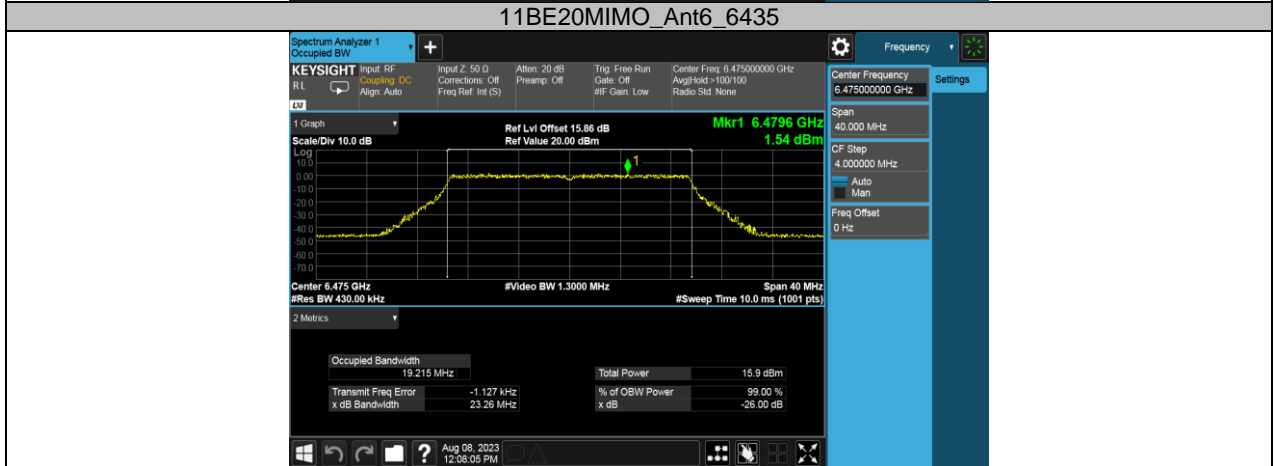 11BE20MIMO_Ant6_6435
Spectrum Analyzer 1
Occupied BW
+
Frequency
KEYSIGHT
RL
LXI
Input: RF
Coupling: DC
Align: Auto
Input Z: 50 Ω
Corrections: Off
Freq Ref: Int (S)
Atten: 20 dB
Preamp: Off
Trig: Free Run
Gate: Off
#IF Gain: Low
Center Freq: 6.475000000 GHz
Avg|Hold:>100/100
Radio Std: None
Center Frequency
6.475000000 GHz
Settings
Span
40.000 MHz
CF Step
4.000000 MHz
Auto
Man
Freq Offset
0 Hz
1 Graph
Scale/Div 10.0 dB
Ref Lvl Offset 15.86 dB
Ref Value 20.00 dBm
Mkr1 6.4796 GHz
1.54 dBm
Log
10.0
0.00
-10.0
-20.0
-30.0
-40.0
-50.0
-60.0
-70.0
1
Center 6.475 GHz
#Res BW 430.00 kHz
#Video BW 1.3000 MHz
Span 40 MHz
#Sweep Time 10.0 ms (1001 pts)
2 Metrics
Occupied Bandwidth
19.215 MHz
Total Power 15.9 dBm
Transmit Freq Error -1.127 kHz
% of OBW Power 99.00 %
x dB Bandwidth 23.26 MHz
x dB -26.00 dB
?
Aug 08, 2023
12:08:05 PM